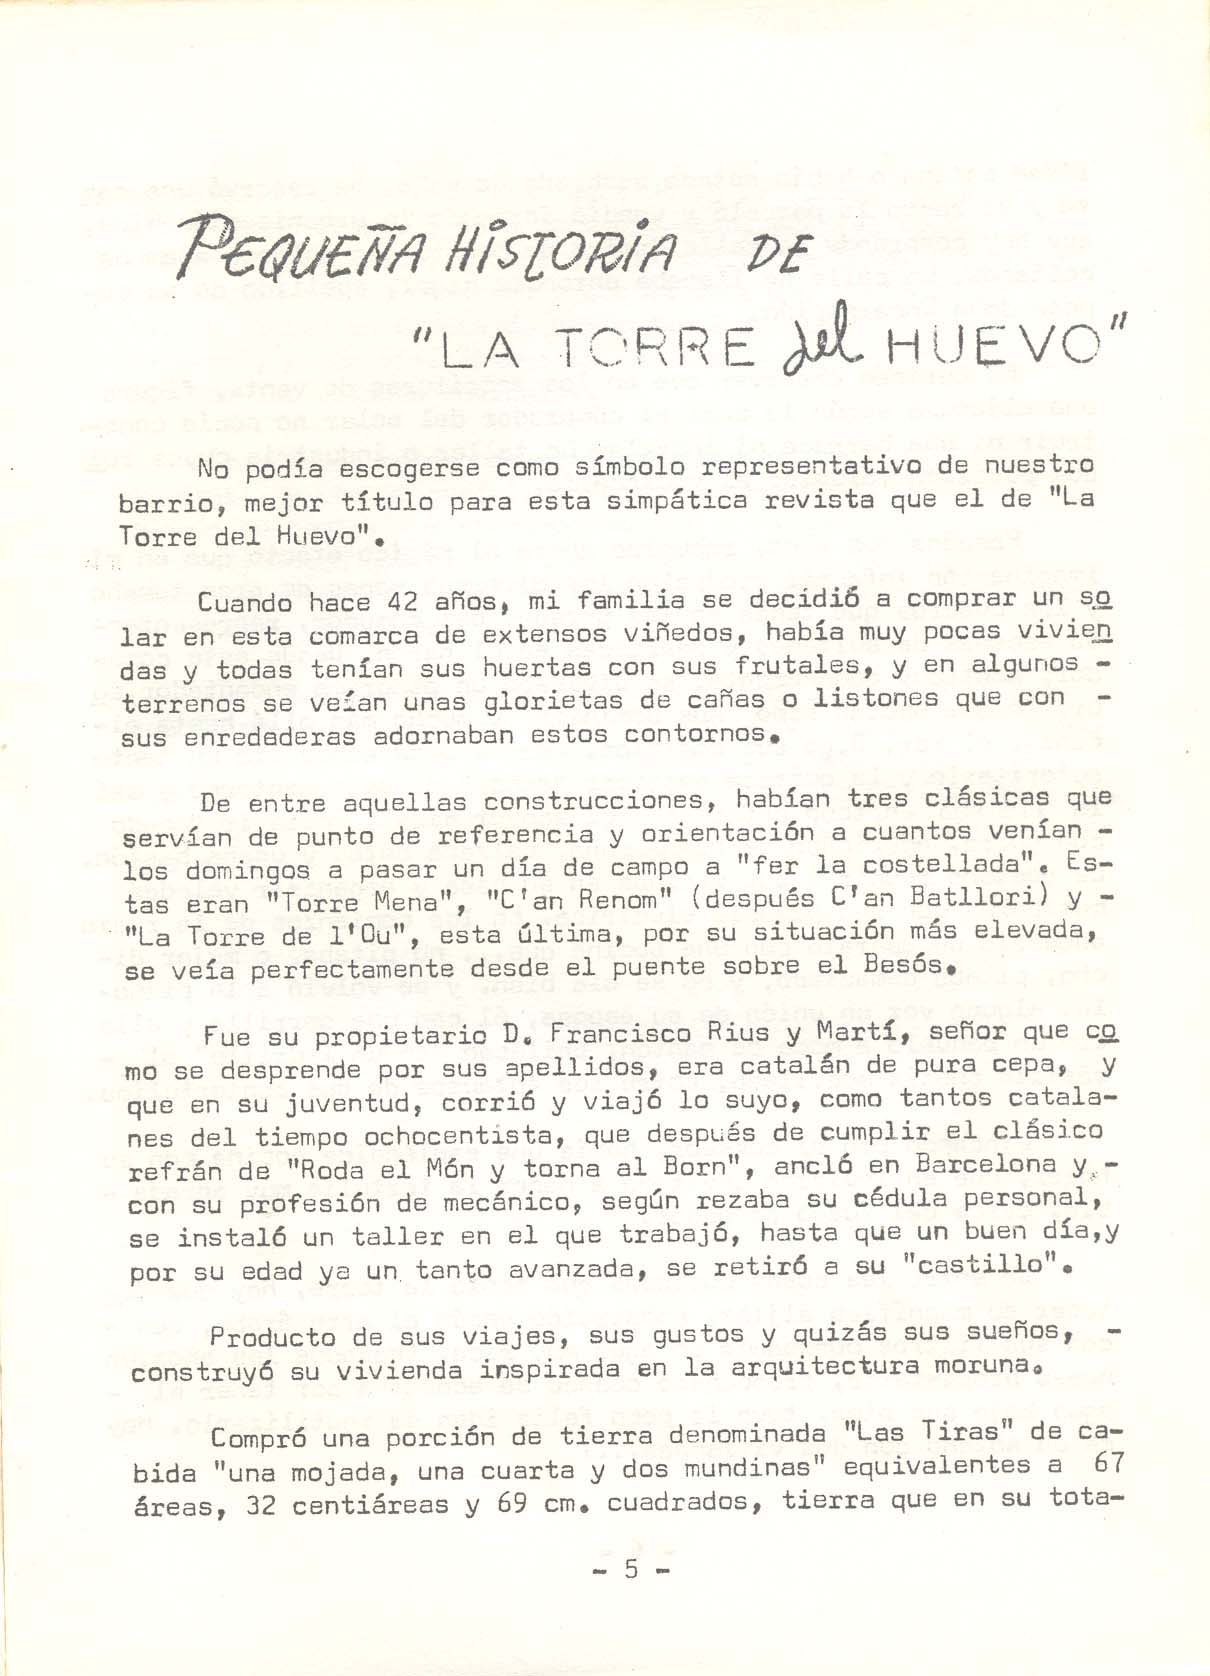 PEQUEÑA HiSTORiA DE
"LA TORRE del HUEVO"
No podía escogerse como símbolo representativo de nuestro
barrio, mejor título para esta simpática revista que el de "La
Torre del Huevo".
Cuando hace 42 años, mi familia se decidió a comprar un so
lar en esta comarca de extensos viñedos, había muy pocas vivien
das y todas tenían sus huertas con sus frutales, y en algunos -
terrenos se veían unas glorietas de cañas o listones que con -
sus enredaderas adornaban estos contornos.
De entre aquellas construcciones, habían tres clásicas que
servían de punto de referencia y orientación a cuantos venían -
los domingos a pasar un día de campo a "fer la costellada". Es-
tas eran "Torre Mena", "C'an Renom" (después C'an Batllori) y -
"La Torre de l'Ou", esta última, por su situación más elevada,
se veía perfectamente desde el puente sobre el Besós.
Fue su propietario D. Francisco Rius y Martí, señor que co
mo se desprende por sus apellidos, era catalán de pura cepa, y
que en su juventud, corrió y viajó lo suyo, como tantos catala-
nes del tiempo ochocentista, que después de cumplir el clásico
refrán de "Roda el Món y torna al Born", ancló en Barcelona y -
con su profesión de mecánico, según rezaba su cédula personal,
se instaló un taller en el que trabajó, hasta que un buen día,y
por su edad ya un tanto avanzada, se retiró a su "castillo".
Producto de sus viajes, sus gustos y quizás sus sueños, -
construyó su vivienda inspirada en la arquitectura moruna.
Compró una porción de tierra denominada "Las Tiras" de ca-
bida "una mojada, una cuarta y dos mundinas" equivalentes a 67
áreas, 32 centiáreas y 69 cm. cuadrados, tierra que en su tota-
- 5 -